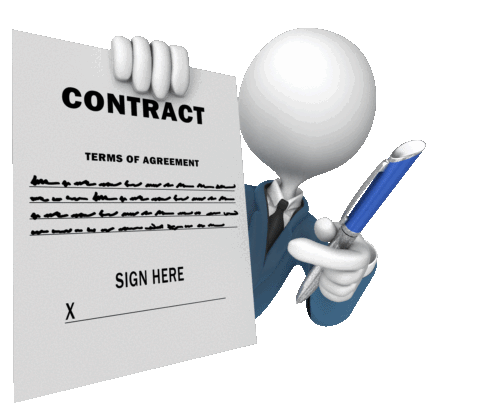 CONTRACT
TERMS OF AGREEMENT
SIGN HERE
X